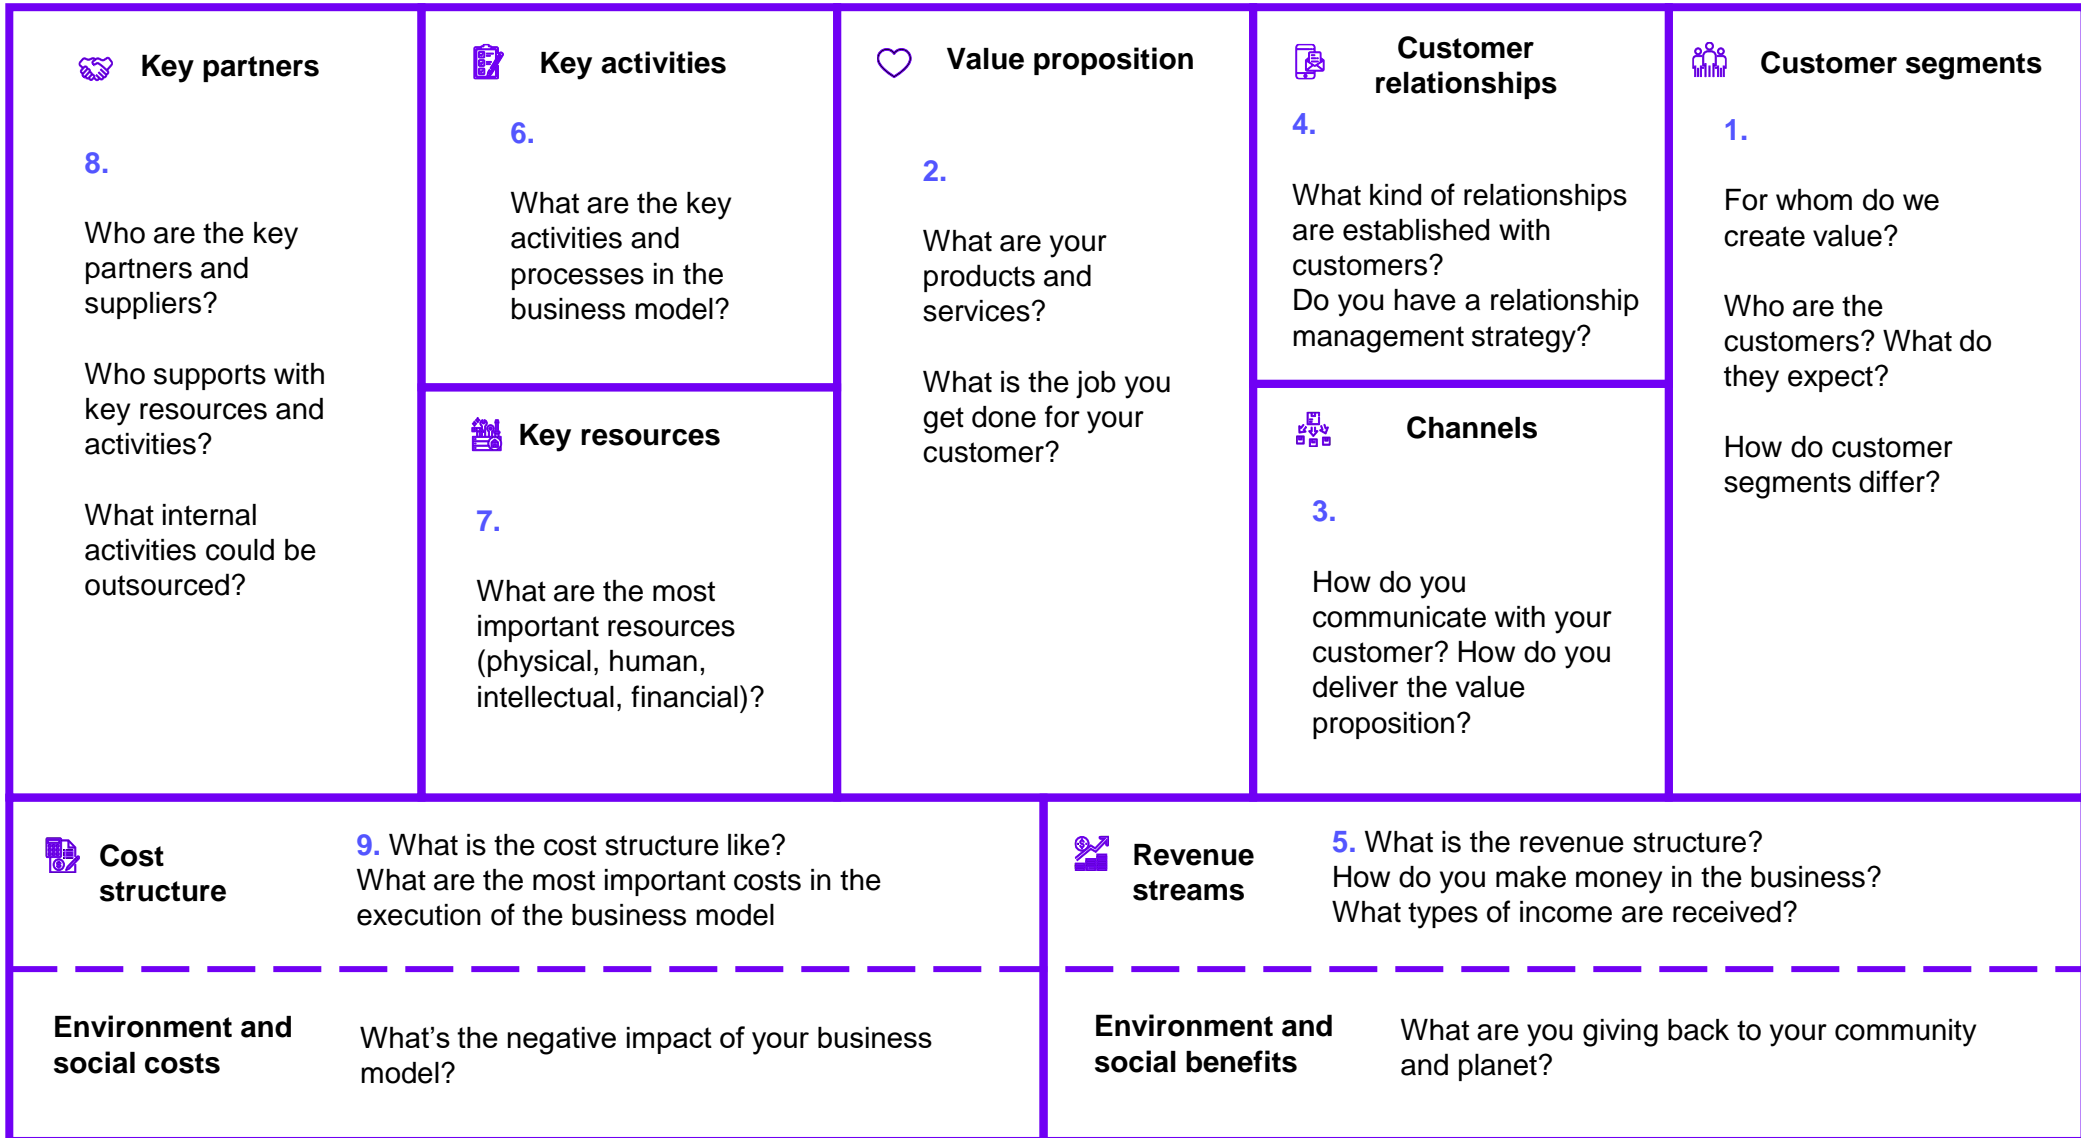 Key partners
8.
Who are the key
partners and
suppliers?
Who supports with
key resources and
activities?
What internal
activities could be
outsourced?
Key activities
6.
What are the key
activities and
processes in the
business model?
Key resources
7.
What are the most
important resources
(physical, human,
intellectual, financial)?
Value proposition
2.
What are your
products and
services?
What is the job you
get done for your
customer?
Customer
relationships
4.
What kind of relationships
are established with
customers?
Do you have a relationship
management strategy?
Channels
3.
How do you
communicate with your
customer? How do you
deliver the value
proposition?
Customer segments
1.
For whom do we
create value?
Who are the
customers? What do
they expect?
How do customer
segments differ?
Cost
structure
9. What is the cost structure like?
What are the most important costs in the
execution of the business model
Revenue
streams
5. What is the revenue structure?
How do you make money in the business?
What types of income are received?
Environment and
social costs
What’s the negative impact of your business
model?
Environment and
social benefits
What are you giving back to your community
and planet?